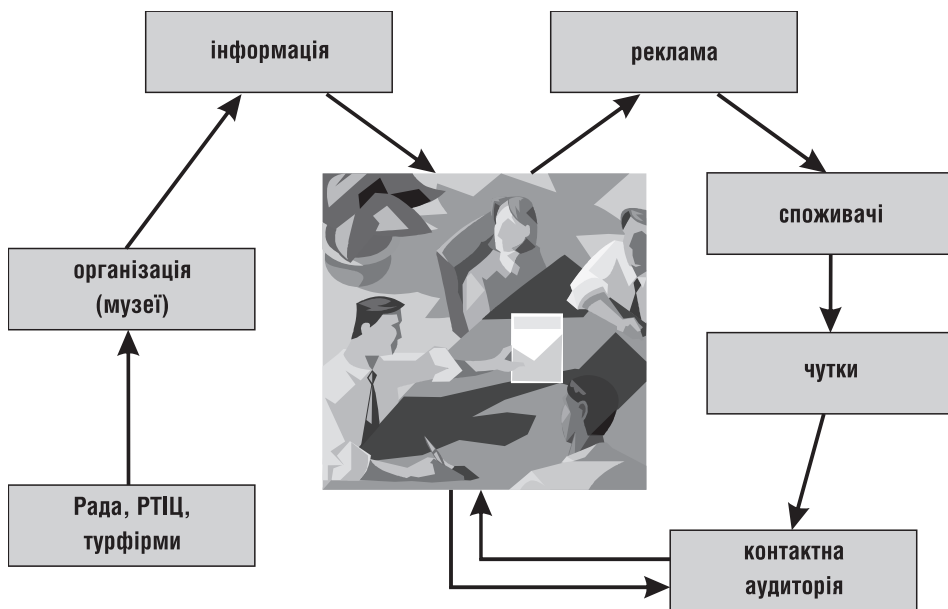 інформація
реклама
організація
(музеї)
споживачі
чутки
Рада, РТІЦ,
турфірми
контактна
аудиторія